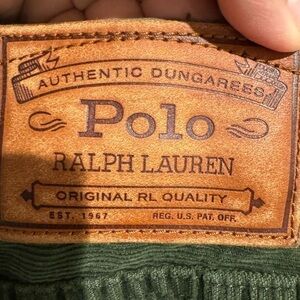 AUTHENTIC DUNGAREES
Polo
RALPH LAUREN
ORIGINAL RL QUALITY
EST. 1967 REG. U.S. PAT. OFF.